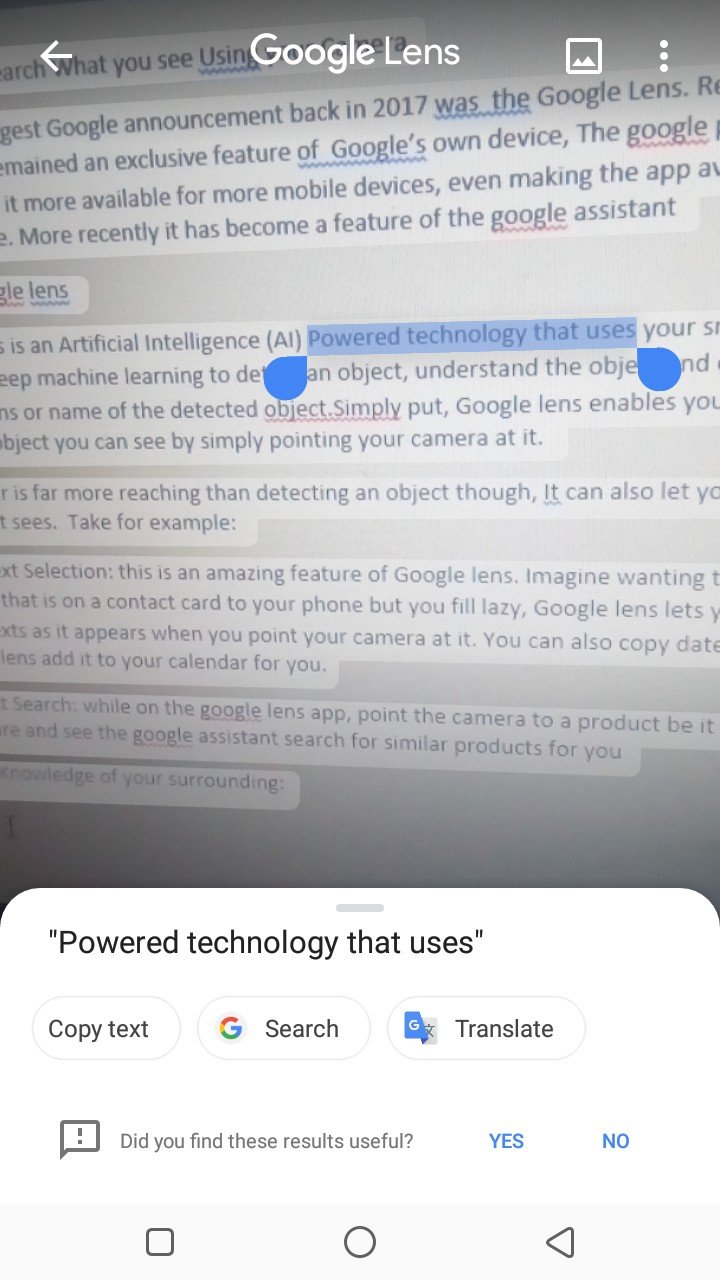 Google Lens
arch What you see Using Your Camera
gest Google announcement back in 2017 was the Google Lens. Re
emained an exclusive feature of Google's own device, The google
it more available for more mobile devices, even making the app av
e. More recently it has become a feature of the google assistant
gle lens
s is an Artificial Intelligence (AI) Powered technology that uses your sm
eep machine learning to de an object, understand the obje nd
ns or name of the detected object.Simply put, Google lens enables you
object you can see by simply pointing your camera at it.
r is far more reaching than detecting an object though, It can also let yo
t sees. Take for example:
xt Selection: this is an amazing feature of Google lens. Imagine wanting t
that is on a contact card to your phone but you fill lazy, Google lens lets y
exts as it appears when you point your camera at it. You can also copy date
lens add it to your calendar for you.
t Search: while on the google lens app, point the camera to a product be it
re and see the google assistant search for similar products for you
Knowledge of your surrounding:
"Powered technology that uses"
Copy text Search Translate
Did you find these results useful? YES NO